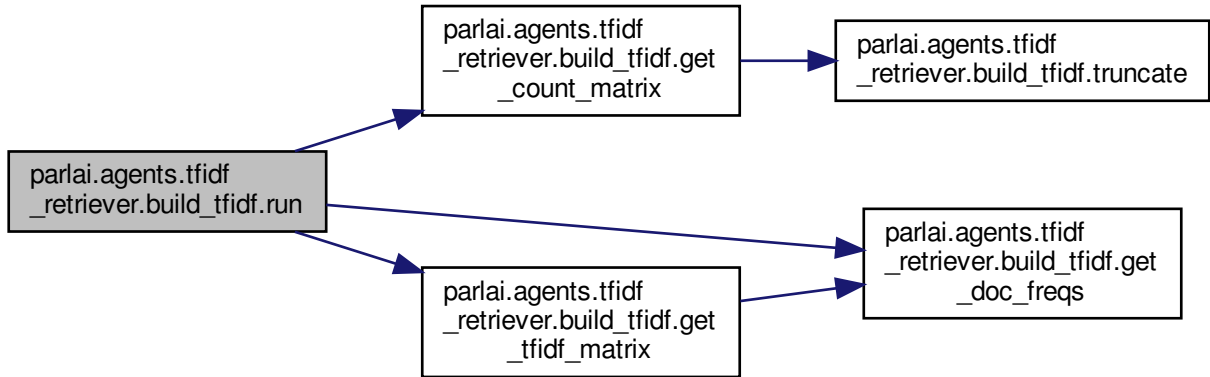 parlai.agents.tfidf
_retriever.build_tfidf.run
parlai.agents.tfidf
_retriever.build_tfidf.get
_count_matrix
parlai.agents.tfidf
_retriever.build_tfidf.truncate
parlai.agents.tfidf
_retriever.build_tfidf.get
_doc_freqs
parlai.agents.tfidf
_retriever.build_tfidf.get
_tfidf_matrix